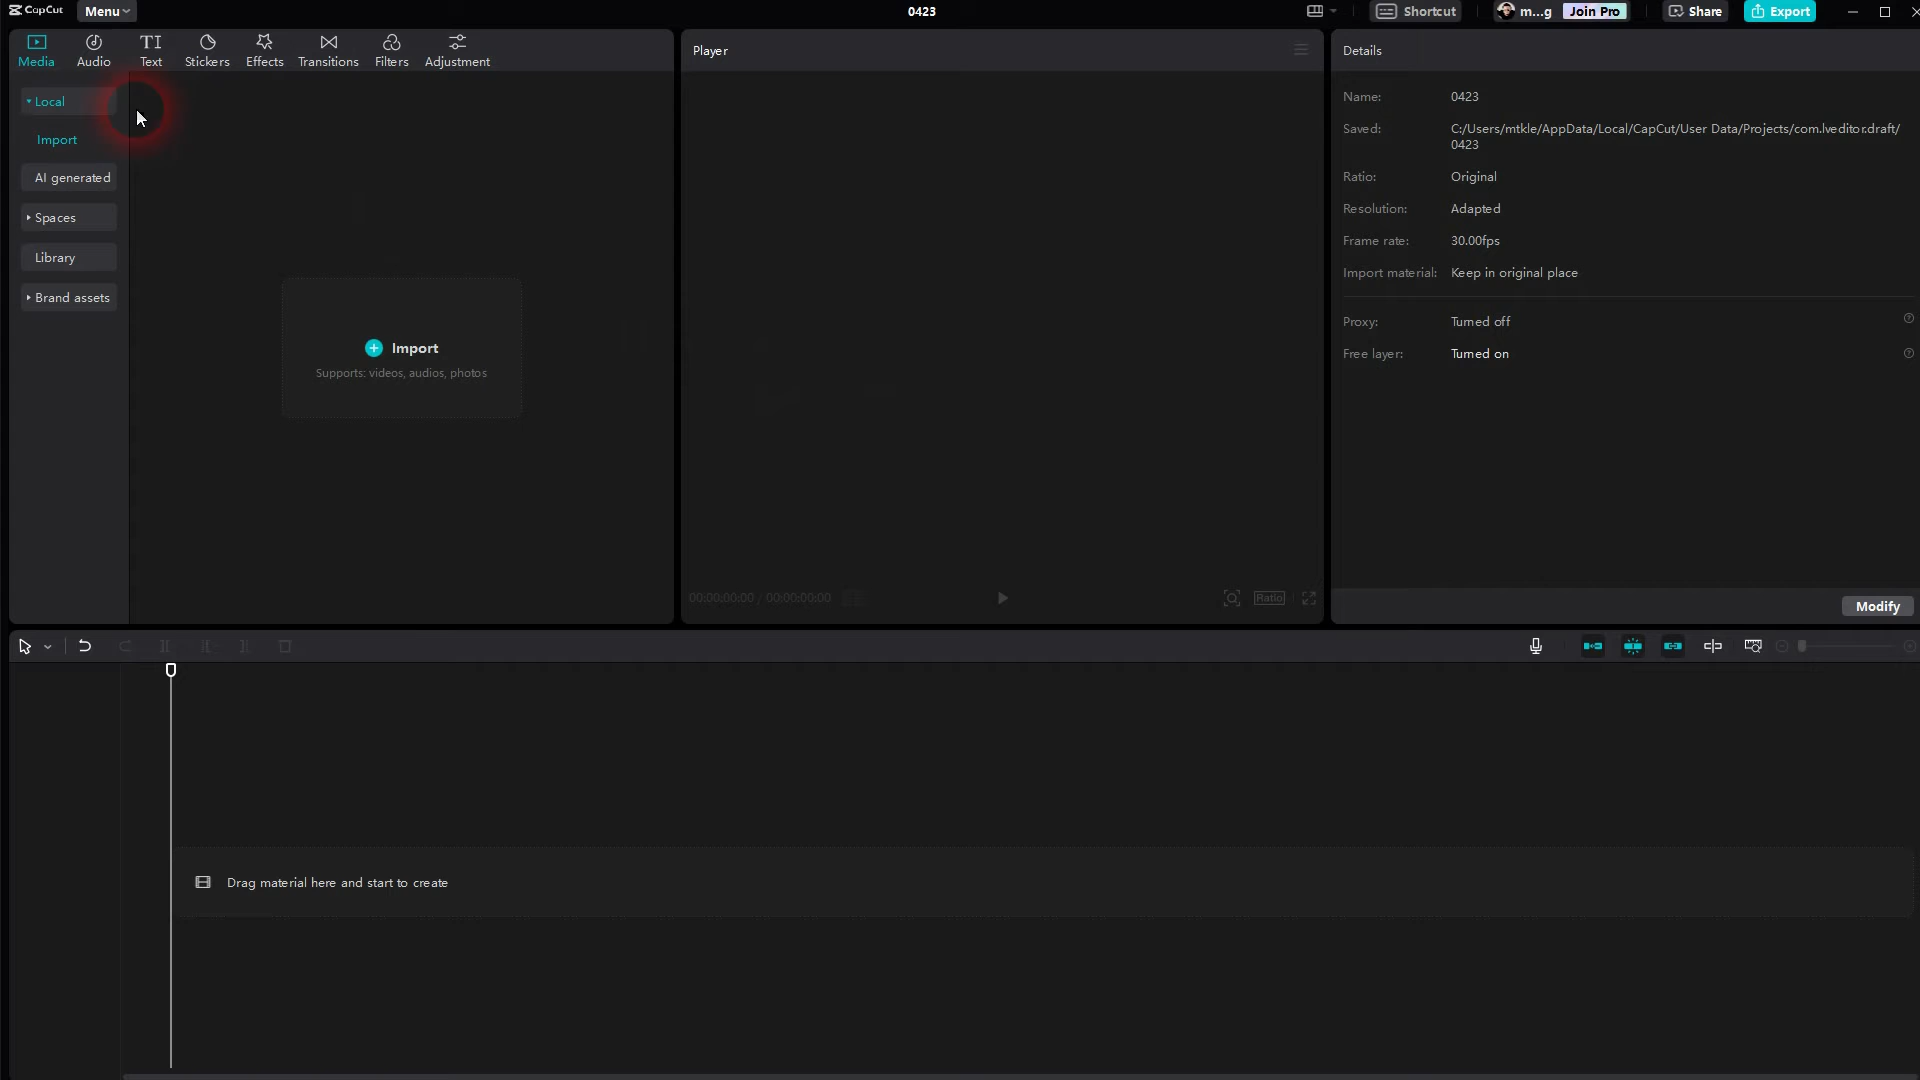 CapCut
Menu
0423
Shortcut
m...g
Join Pro
Share
Export
Media
Audio
Text
Stickers
Effects
Transitions
Filters
Adjustment
Local
Import
AI generated
Spaces
Library
Brand assets
Import
Supports: videos, audios, photos
Player
00:00:00:00 / 00:00:00:00
Ratio
Details
Name: 0423
Saved: C:/Users/mtkle/AppData/Local/CapCut/User Data/Projects/com.lveditor.draft/
0423
Ratio: Original
Resolution: Adapted
Frame rate: 30.00fps
Import material: Keep in original place
Proxy: Turned off
Free layer: Turned on
Modify
Drag material here and start to create